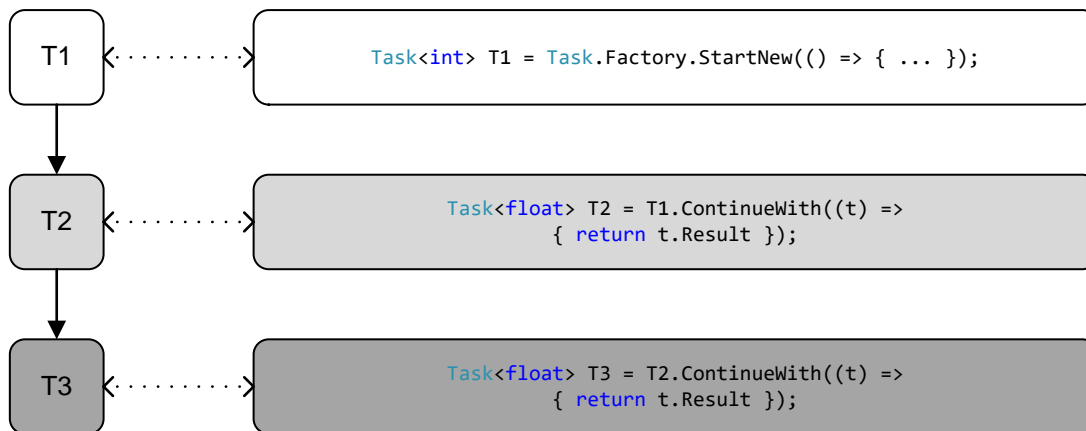 T1
Task<int> T1 = Task.Factory.StartNew(() => { ... });
T2
Task<float> T2 = T1.ContinueWith((t) =>
{ return t.Result });
T3
Task<float> T3 = T2.ContinueWith((t) =>
{ return t.Result });